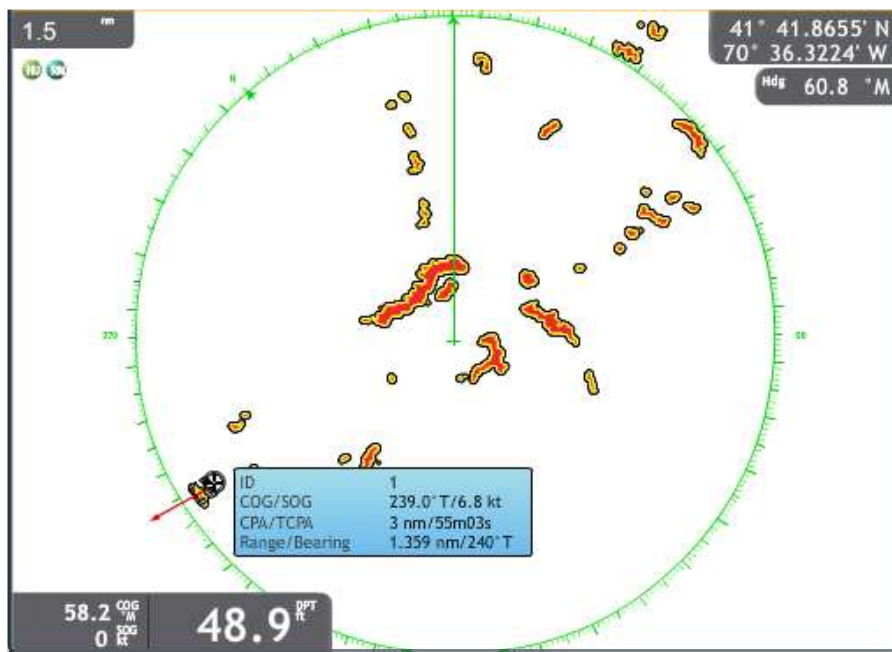 1.5 nm
41° 41.8655' N
70° 36.3224' W
Hdg 60.8 °M
HD
N
270
90
ID 1
COG/SOG 239.0°T/6.8 kt
CPA/TCPA 3 nm/55m03s
Range/Bearing 1.359 nm/240°T
58.2 COG °M
0 SOG kt
48.9 DPT ft